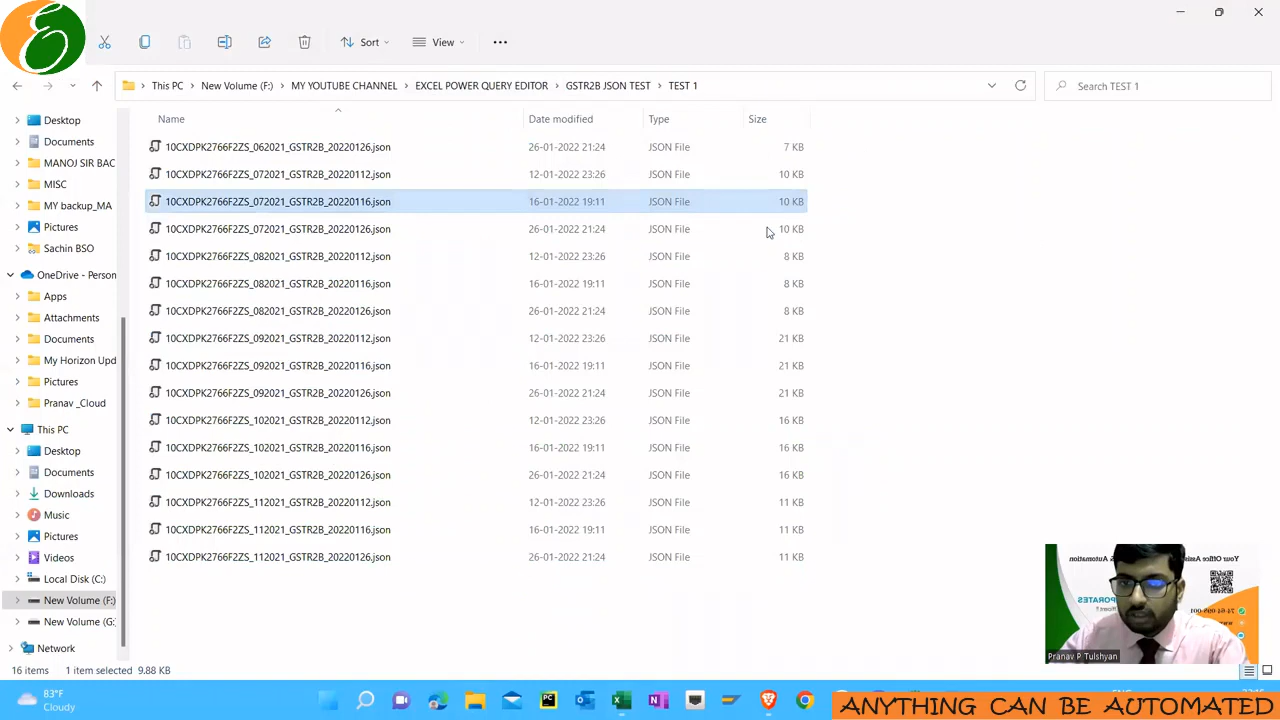 Sort
View
This PC
New Volume (F:)
MY YOUTUBE CHANNEL
EXCEL POWER QUERY EDITOR
GSTR2B JSON TEST
TEST 1
Search TEST 1
Name Date modified Type Size
10CXDPK2766F2ZS_062021_GSTR2B_20220126.json 26-01-2022 21:24 JSON File 7 KB
10CXDPK2766F2ZS_072021_GSTR2B_20220112.json 12-01-2022 23:26 JSON File 10 KB
10CXDPK2766F2ZS_072021_GSTR2B_20220116.json 16-01-2022 19:11 JSON File 10 KB
10CXDPK2766F2ZS_072021_GSTR2B_20220126.json 26-01-2022 21:24 JSON File 10 KB
10CXDPK2766F2ZS_082021_GSTR2B_20220112.json 12-01-2022 23:26 JSON File 8 KB
10CXDPK2766F2ZS_082021_GSTR2B_20220116.json 16-01-2022 19:11 JSON File 8 KB
10CXDPK2766F2ZS_082021_GSTR2B_20220126.json 26-01-2022 21:24 JSON File 8 KB
10CXDPK2766F2ZS_092021_GSTR2B_20220112.json 12-01-2022 23:26 JSON File 21 KB
10CXDPK2766F2ZS_092021_GSTR2B_20220116.json 16-01-2022 19:11 JSON File 21 KB
10CXDPK2766F2ZS_092021_GSTR2B_20220126.json 26-01-2022 21:24 JSON File 21 KB
10CXDPK2766F2ZS_102021_GSTR2B_20220112.json 12-01-2022 23:26 JSON File 16 KB
10CXDPK2766F2ZS_102021_GSTR2B_20220116.json 16-01-2022 19:11 JSON File 16 KB
10CXDPK2766F2ZS_102021_GSTR2B_20220126.json 26-01-2022 21:24 JSON File 16 KB
10CXDPK2766F2ZS_112021_GSTR2B_20220112.json 12-01-2022 23:26 JSON File 11 KB
10CXDPK2766F2ZS_112021_GSTR2B_20220116.json 16-01-2022 19:11 JSON File 11 KB
10CXDPK2766F2ZS_112021_GSTR2B_20220126.json 26-01-2022 21:24 JSON File 11 KB
Desktop
Documents
MANOJ SIR BAC
MISC
MY backup_MA
Pictures
Sachin BSO
OneDrive - Person
Apps
Attachments
Documents
My Horizon Upd
Pictures
Pranav _Cloud
This PC
Desktop
Documents
Downloads
Music
Pictures
Videos
Local Disk (C:)
New Volume (F:)
New Volume (G:
Network
Your Office Assis
Automation
PORATES
74-64-098-001
Pranav P Tulshyan
16 items 1 item selected 9.88 KB
83°F
Cloudy
ANYTHING CAN BE AUTOMATED